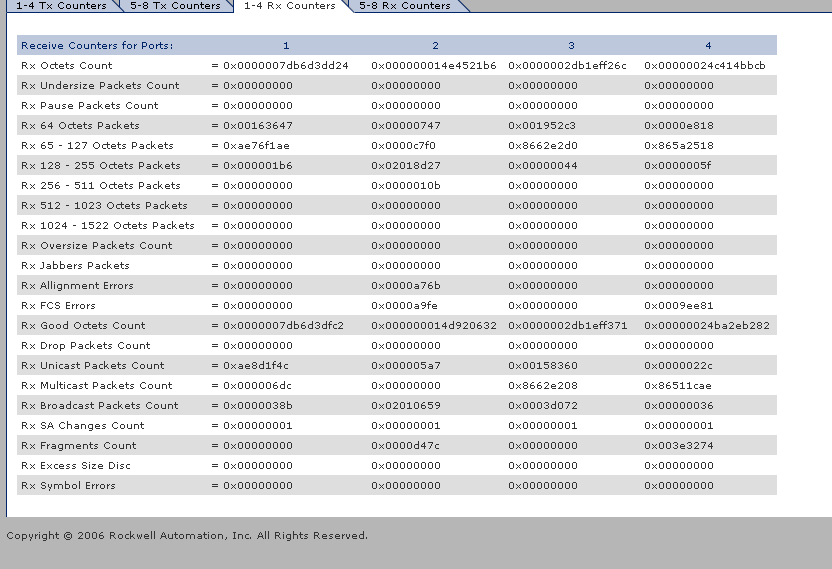 1-4 Tx Counters 5-8 Tx Counters 1-4 Rx Counters 5-8 Rx Counters
Receive Counters for Ports: 1 2 3 4
Rx Octets Count = 0x0000007db6d3dd24 0x000000014e4521b6 0x0000002db1eff26c 0x00000024c414bbcb
Rx Undersize Packets Count = 0x00000000 0x00000000 0x00000000 0x00000000
Rx Pause Packets Count = 0x00000000 0x00000000 0x00000000 0x00000000
Rx 64 Octets Packets = 0x00163647 0x00000747 0x001952c3 0x0000e818
Rx 65 - 127 Octets Packets = 0xae76f1ae 0x0000c7f0 0x8662e2d0 0x865a2518
Rx 128 - 255 Octets Packets = 0x000001b6 0x02018d27 0x00000044 0x0000005f
Rx 256 - 511 Octets Packets = 0x00000000 0x0000010b 0x00000000 0x00000000
Rx 512 - 1023 Octets Packets = 0x00000000 0x00000000 0x00000000 0x00000000
Rx 1024 - 1522 Octets Packets = 0x00000000 0x00000000 0x00000000 0x00000000
Rx Oversize Packets Count = 0x00000000 0x00000000 0x00000000 0x00000000
Rx Jabbers Packets = 0x00000000 0x00000000 0x00000000 0x00000000
Rx Allignment Errors = 0x00000000 0x0000a76b 0x00000000 0x00000000
Rx FCS Errors = 0x00000000 0x0000a9fe 0x00000000 0x0009ee81
Rx Good Octets Count = 0x0000007db6d3dfc2 0x000000014d920632 0x0000002db1eff371 0x00000024ba2eb282
Rx Drop Packets Count = 0x00000000 0x00000000 0x00000000 0x00000000
Rx Unicast Packets Count = 0xae8d1f4c 0x000005a7 0x00158360 0x0000022c
Rx Multicast Packets Count = 0x000006dc 0x00000000 0x8662e208 0x86511cae
Rx Broadcast Packets Count = 0x0000038b 0x02010659 0x0003d072 0x00000036
Rx SA Changes Count = 0x00000001 0x00000001 0x00000001 0x00000001
Rx Fragments Count = 0x00000000 0x0000d47c 0x00000000 0x003e3274
Rx Excess Size Disc = 0x00000000 0x00000000 0x00000000 0x00000000
Rx Symbol Errors = 0x00000000 0x00000000 0x00000000 0x00000000
Copyright © 2006 Rockwell Automation, Inc. All Rights Reserved.